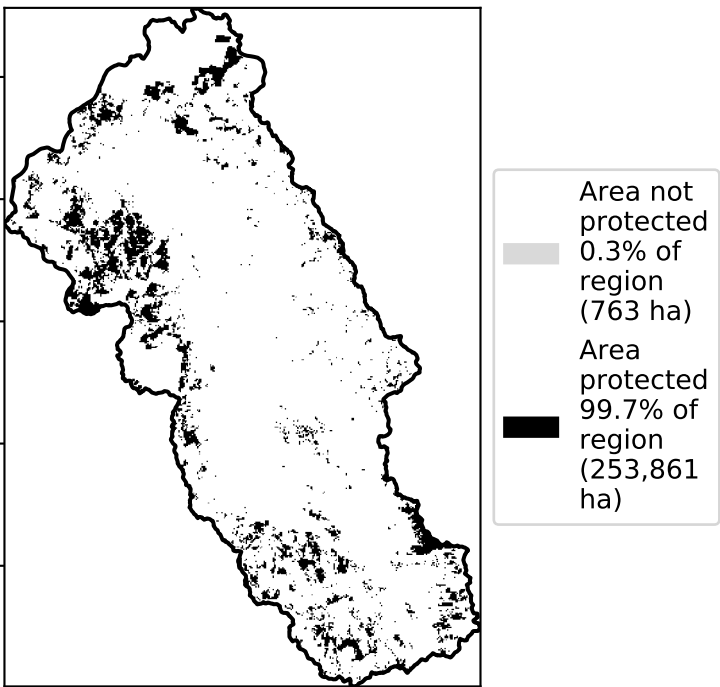 Area not
protected
0.3% of
region
(763 ha)
Area
protected
99.7% of
region
(253,861
ha)